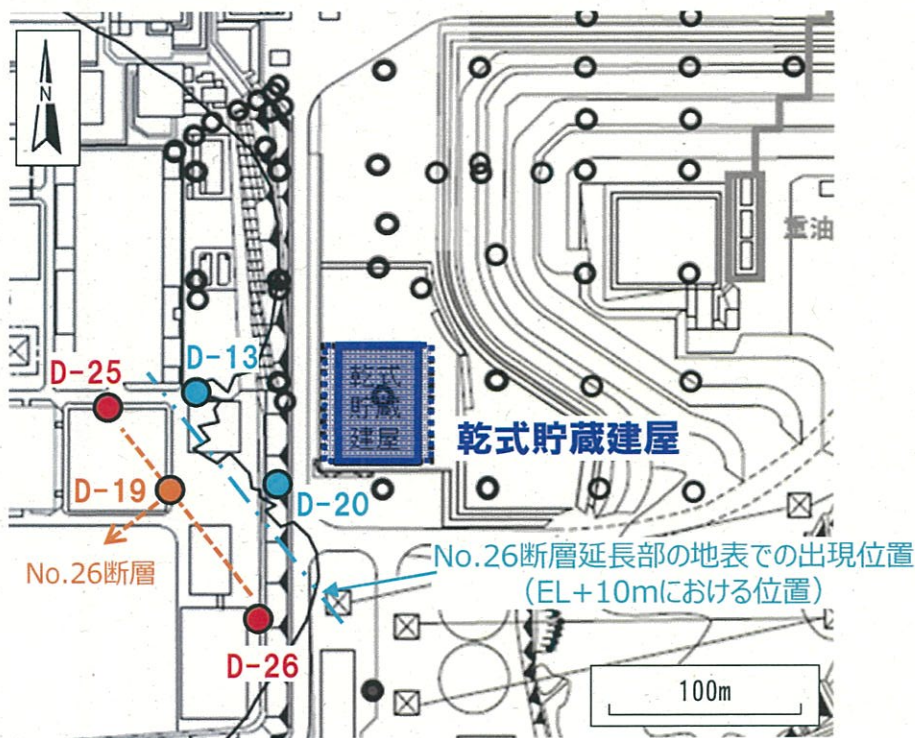 N
重油
D-13
D-25
乾式
貯蔵
建屋
乾式貯蔵建屋
D-19
D-20
No.26断層延長部の地表での出現位置
（EL+10mにおける位置）
No.26断層
D-26
100m